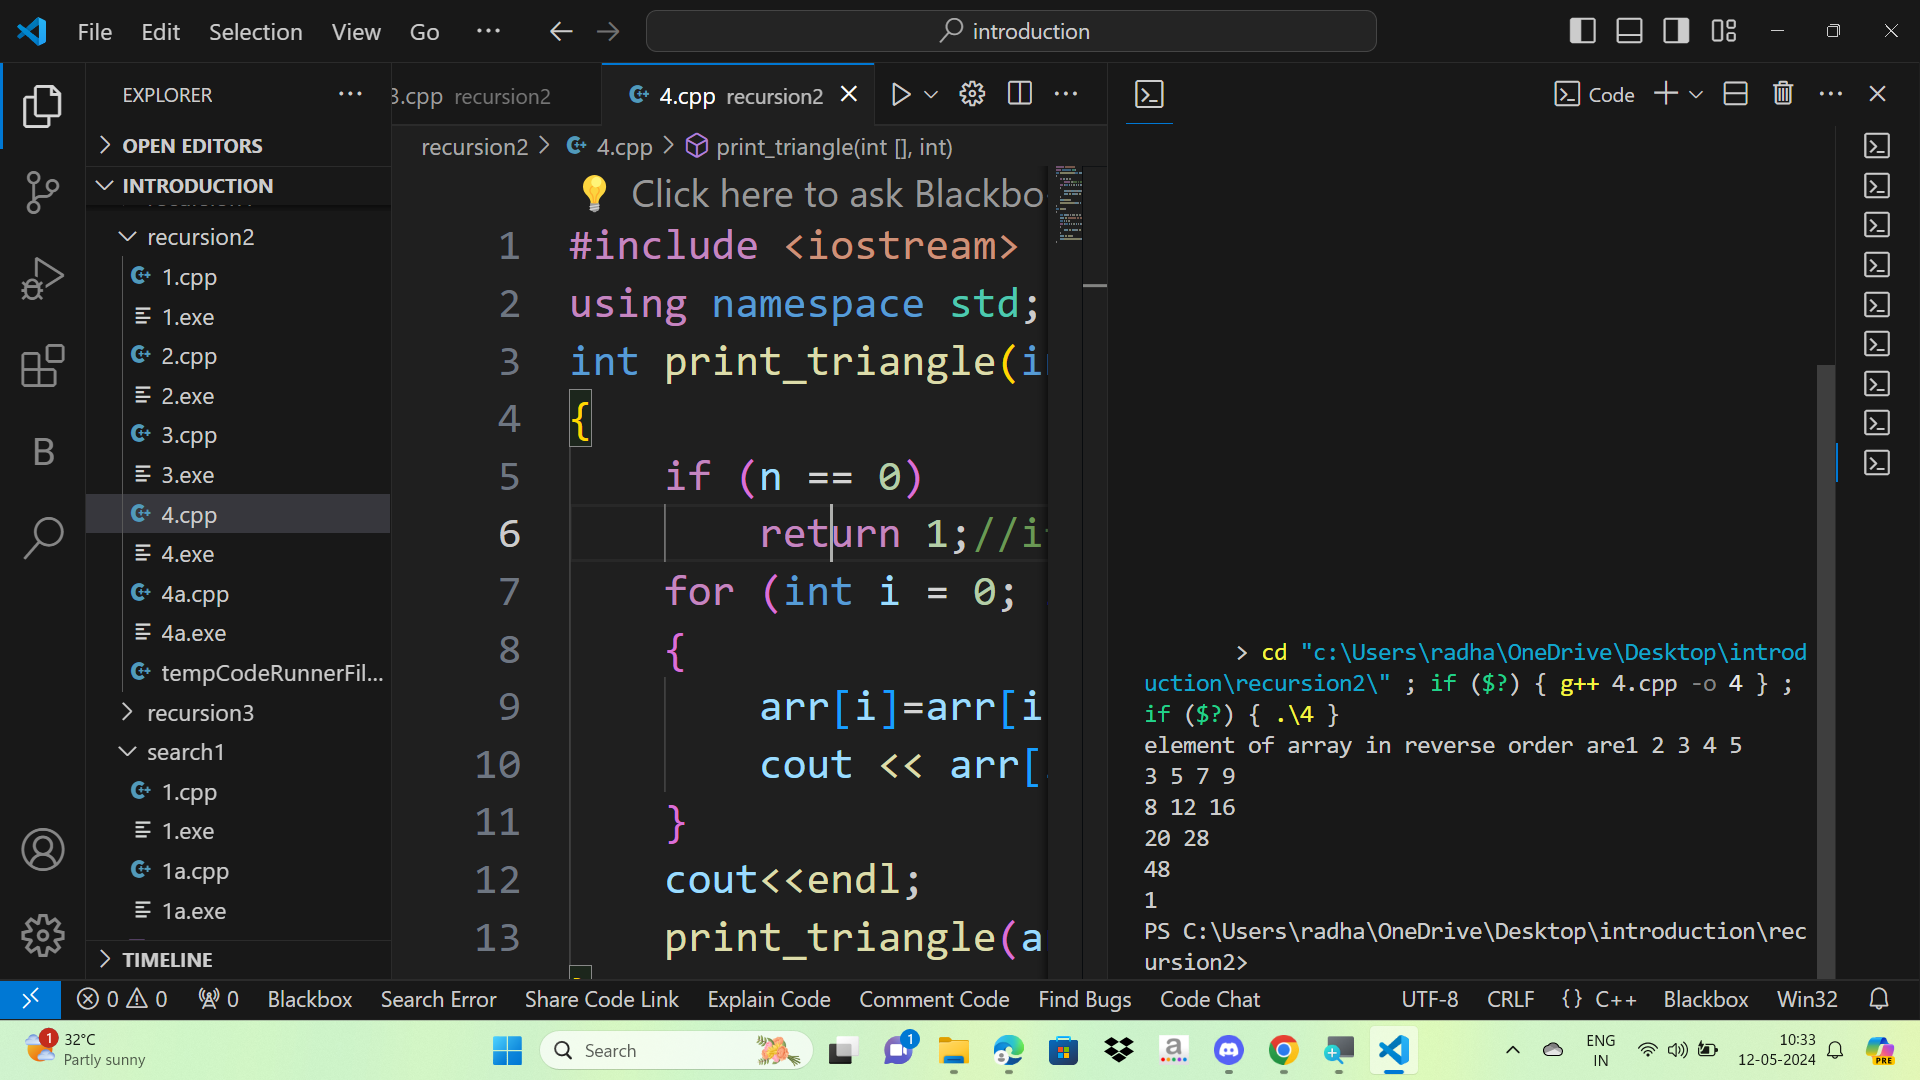 File Edit Selection View Go ··· introduction
EXPLORER ···
OPEN EDITORS
INTRODUCTION
recursion2
1.cpp
1.exe
2.cpp
2.exe
3.cpp
3.exe
4.cpp
4.exe
4a.cpp
4a.exe
tempCodeRunnerFil...
recursion3
search1
1.cpp
1.exe
1a.cpp
1a.exe
TIMELINE
3.cpp recursion2 4.cpp recursion2
recursion2 > 4.cpp > print_triangle(int [], int)
Click here to ask Blackbo
1 #include <iostream>
2 using namespace std;
3 int print_triangle(i
4 {
5 if (n == 0)
6 return 1;//i
7 for (int i = 0;
8 {
9 arr[i]=arr[i
10 cout << arr[
11 }
12 cout<<endl;
13 print_triangle(a
Code
> cd "c:\Users\radha\OneDrive\Desktop\introd
uction\recursion2\" ; if ($?) { g++ 4.cpp -o 4 } ;
if ($?) { .\4 }
element of array in reverse order are1 2 3 4 5
3 5 7 9
8 12 16
20 28
48
1
PS C:\Users\radha\OneDrive\Desktop\introduction\rec
ursion2>
0 0 0 Blackbox Search Error Share Code Link Explain Code Comment Code Find Bugs Code Chat UTF-8 CRLF {} C++ Blackbox Win32
1 32°C
Partly sunny
Search
1
a
PRE
ENG
IN
10:33
12-05-2024